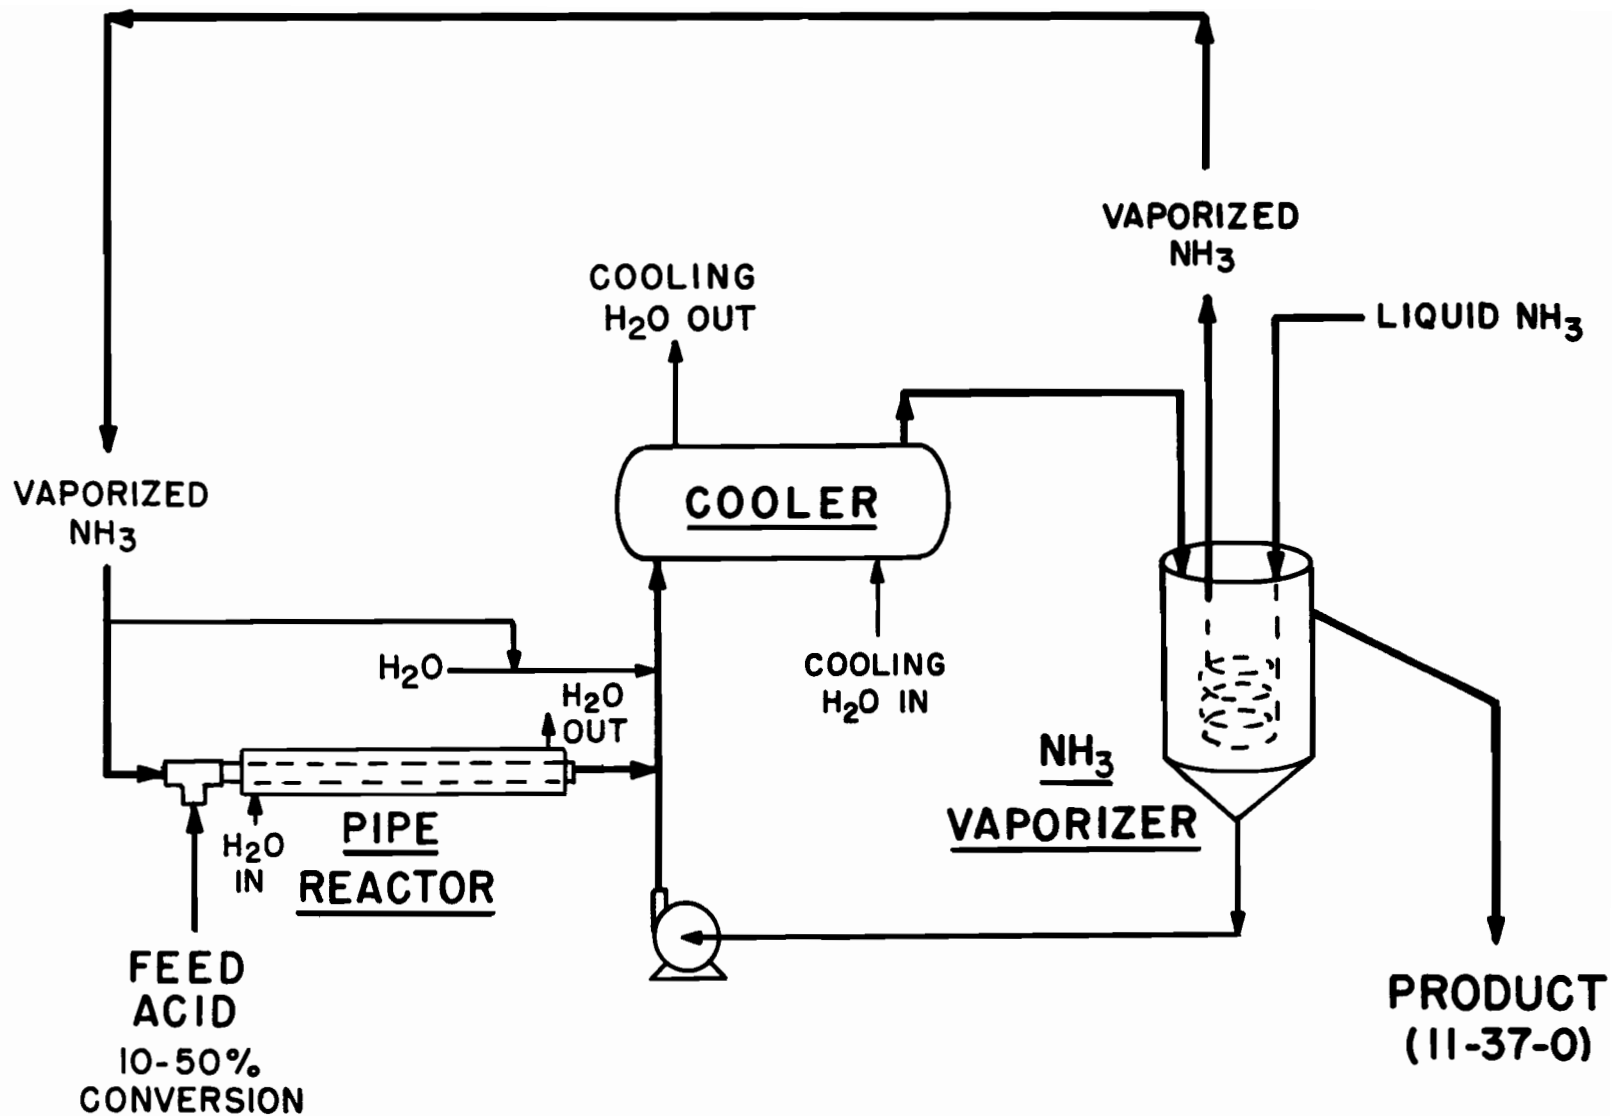 VAPORIZED
NH3
COOLING
H2O OUT
LIQUID NH3
COOLER
VAPORIZED
NH3
H2O
COOLING
H2O IN
H2O
OUT
NH3
VAPORIZER
PIPE
REACTOR
H2O
IN
FEED
ACID
10-50%
CONVERSION
PRODUCT
(11-37-0)